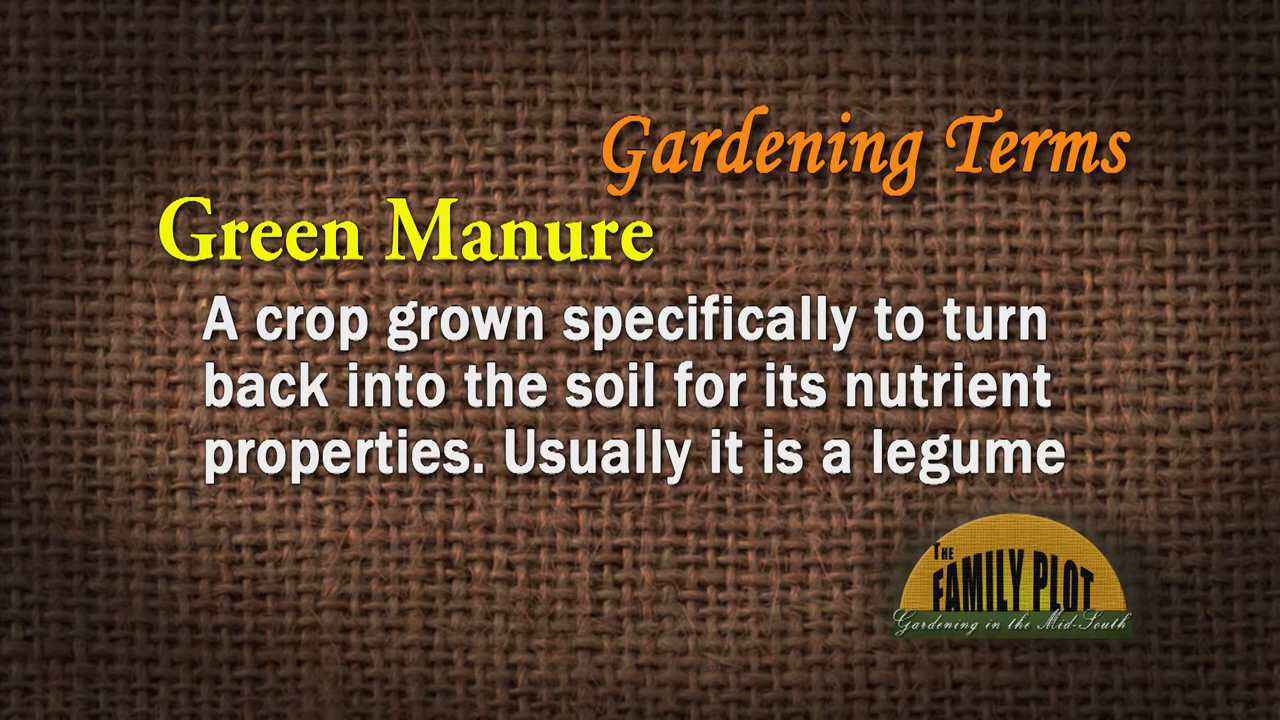 Gardening Terms
Green Manure
A crop grown specifically to turn
back into the soil for its nutrient
properties. Usually it is a legume
THE
FAMILY PLOT
Gardening in the Mid-South